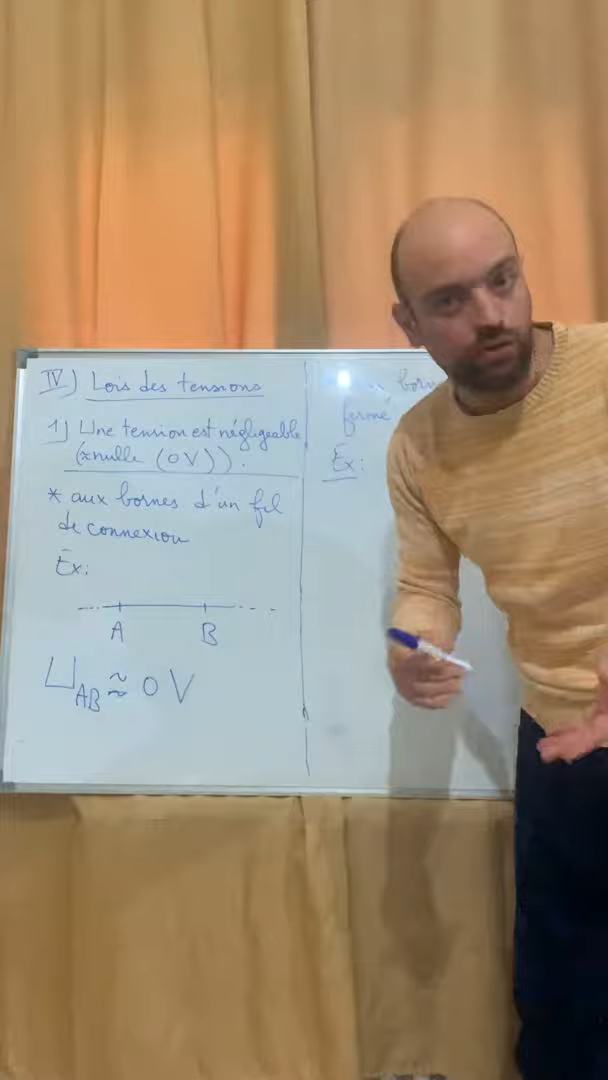 IV) Lois des tensions
1) Une tension est négligeable
(≈nulle (0V)).
* aux bornes d'un fil
de connexion
Ex:
A B
U_AB ≈ 0 V
fermé
Ex: